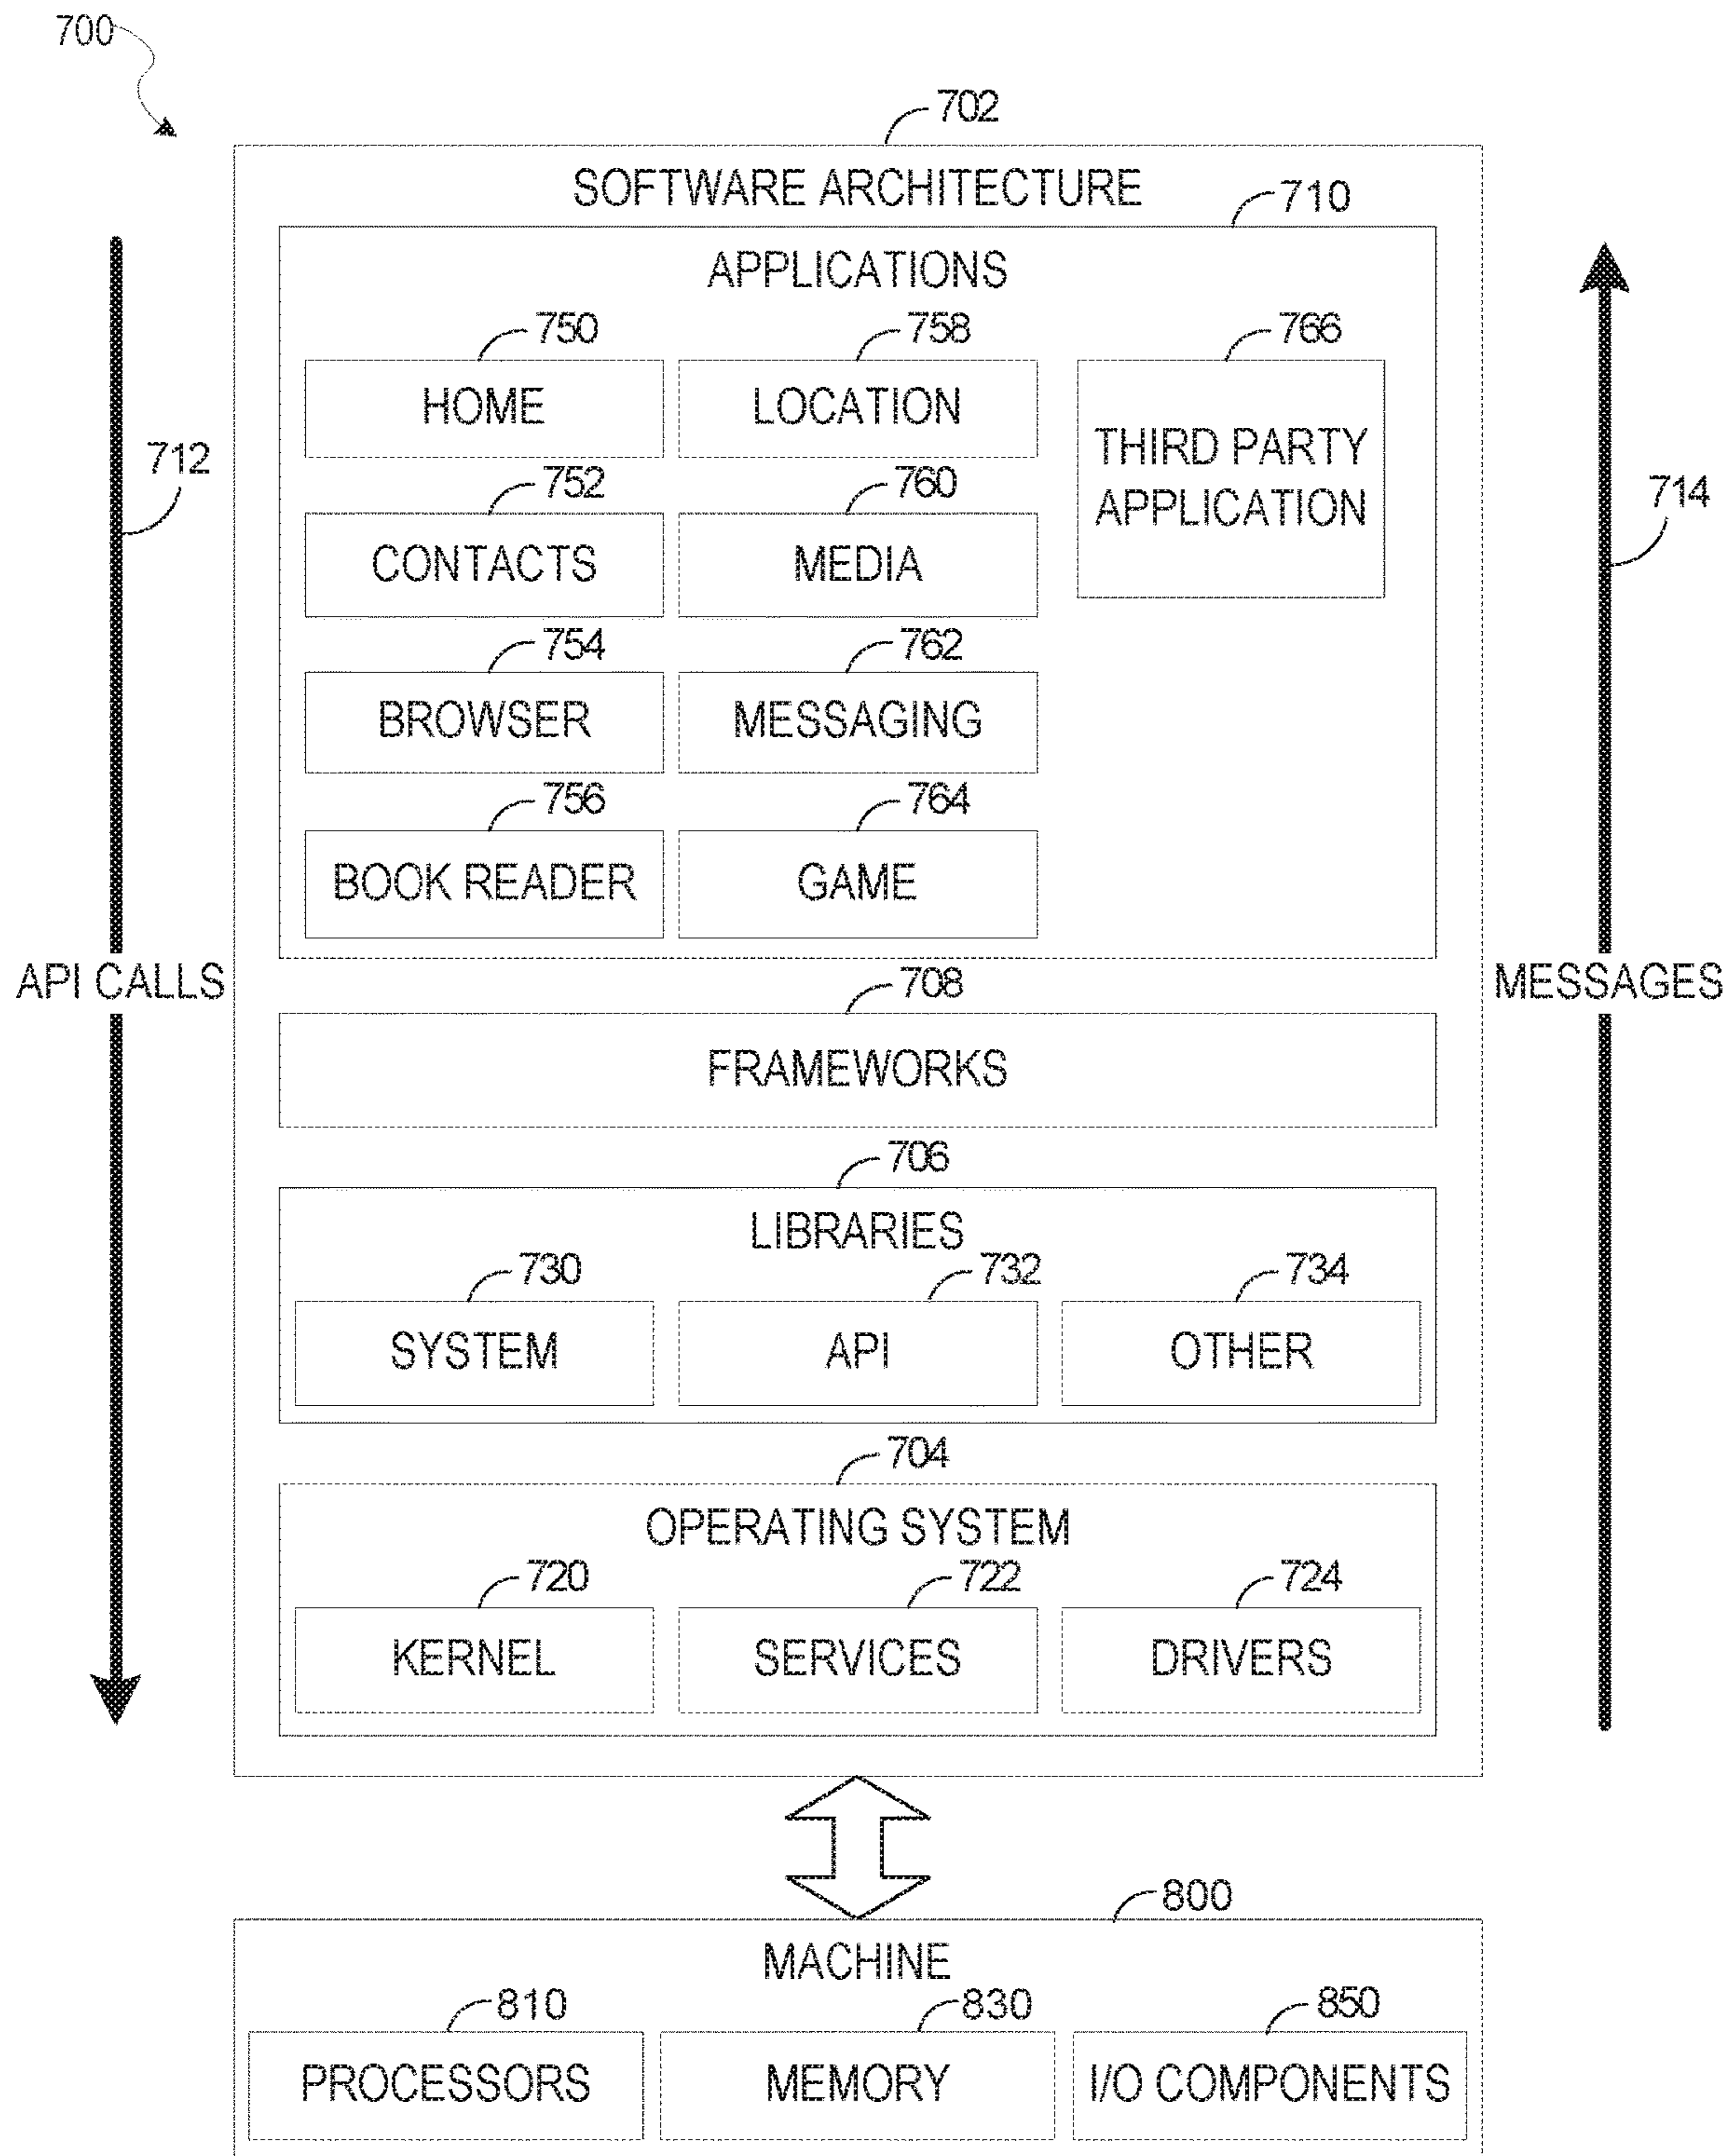 700
702
SOFTWARE ARCHITECTURE
710
APPLICATIONS
750 758 766
HOME LOCATION
THIRD PARTY
APPLICATION
712
714
752 760
CONTACTS MEDIA
754 762
BROWSER MESSAGING
756 764
BOOK READER GAME
API CALLS
MESSAGES
708
FRAMEWORKS
706
LIBRARIES
730 732 734
SYSTEM API OTHER
704
OPERATING SYSTEM
720 722 724
KERNEL SERVICES DRIVERS
800
MACHINE
810 830 850
PROCESSORS MEMORY I/O COMPONENTS